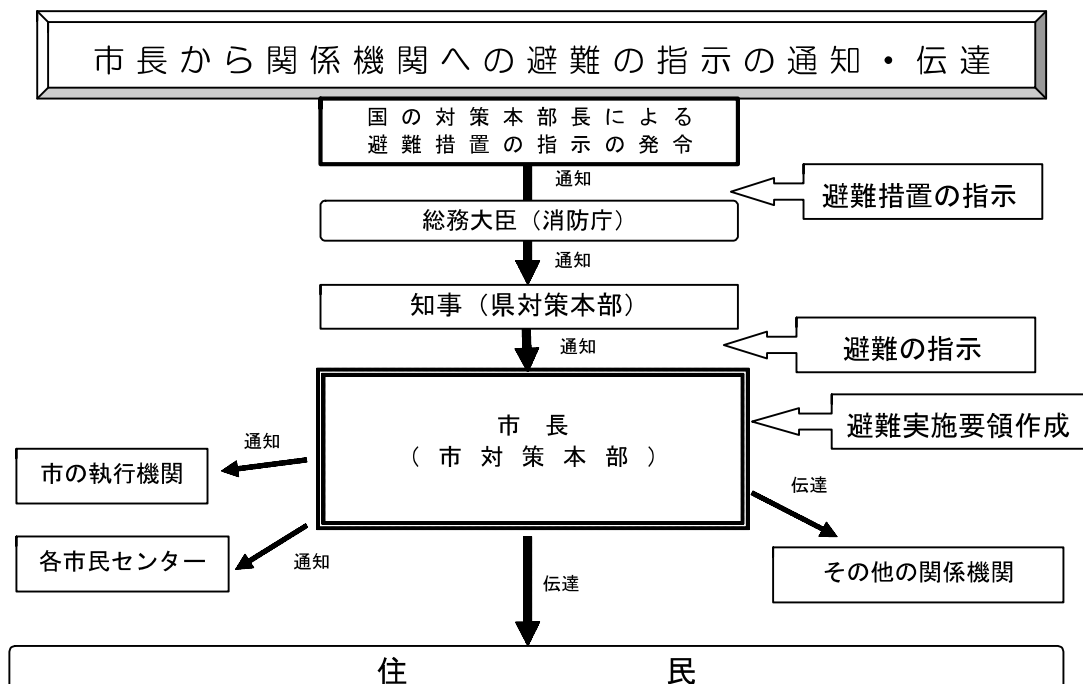 市長から関係機関への避難の指示の通知・伝達
国の対策本部長による
避難措置の指示の発令
通知
避難措置の指示
総務大臣（消防庁）
通知
知事（県対策本部）
通知
避難の指示
市長
（市対策本部）
避難実施要領作成
通知
市の執行機関
伝達
各市民センター
通知
その他の関係機関
伝達
住民